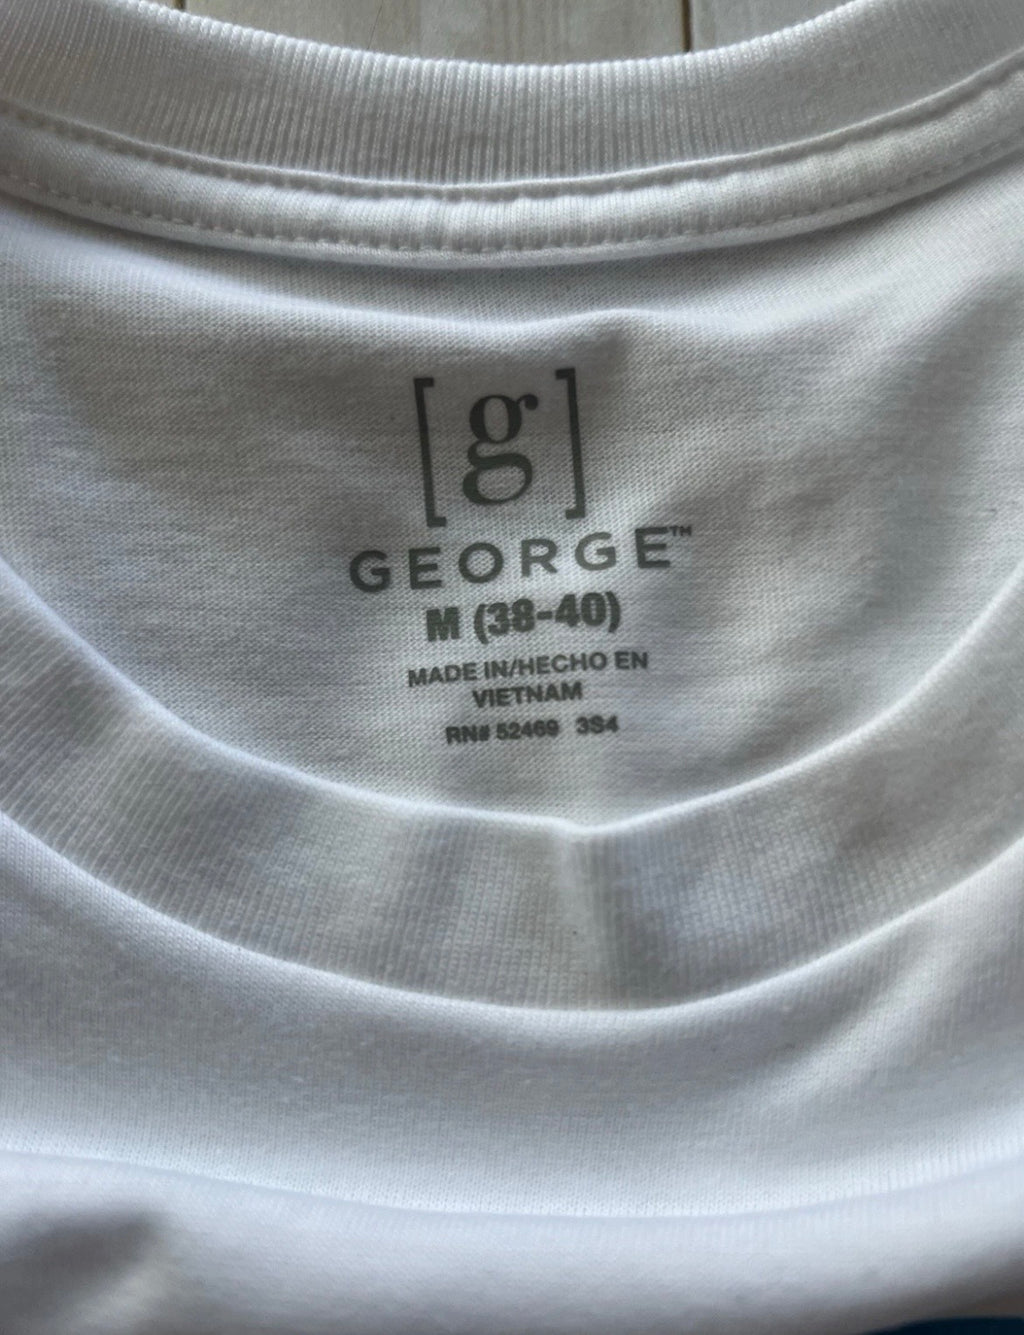 [g]
GEORGE™
M (38-40)
MADE IN/HECHO EN
VIETNAM
RN# 52469 3S4